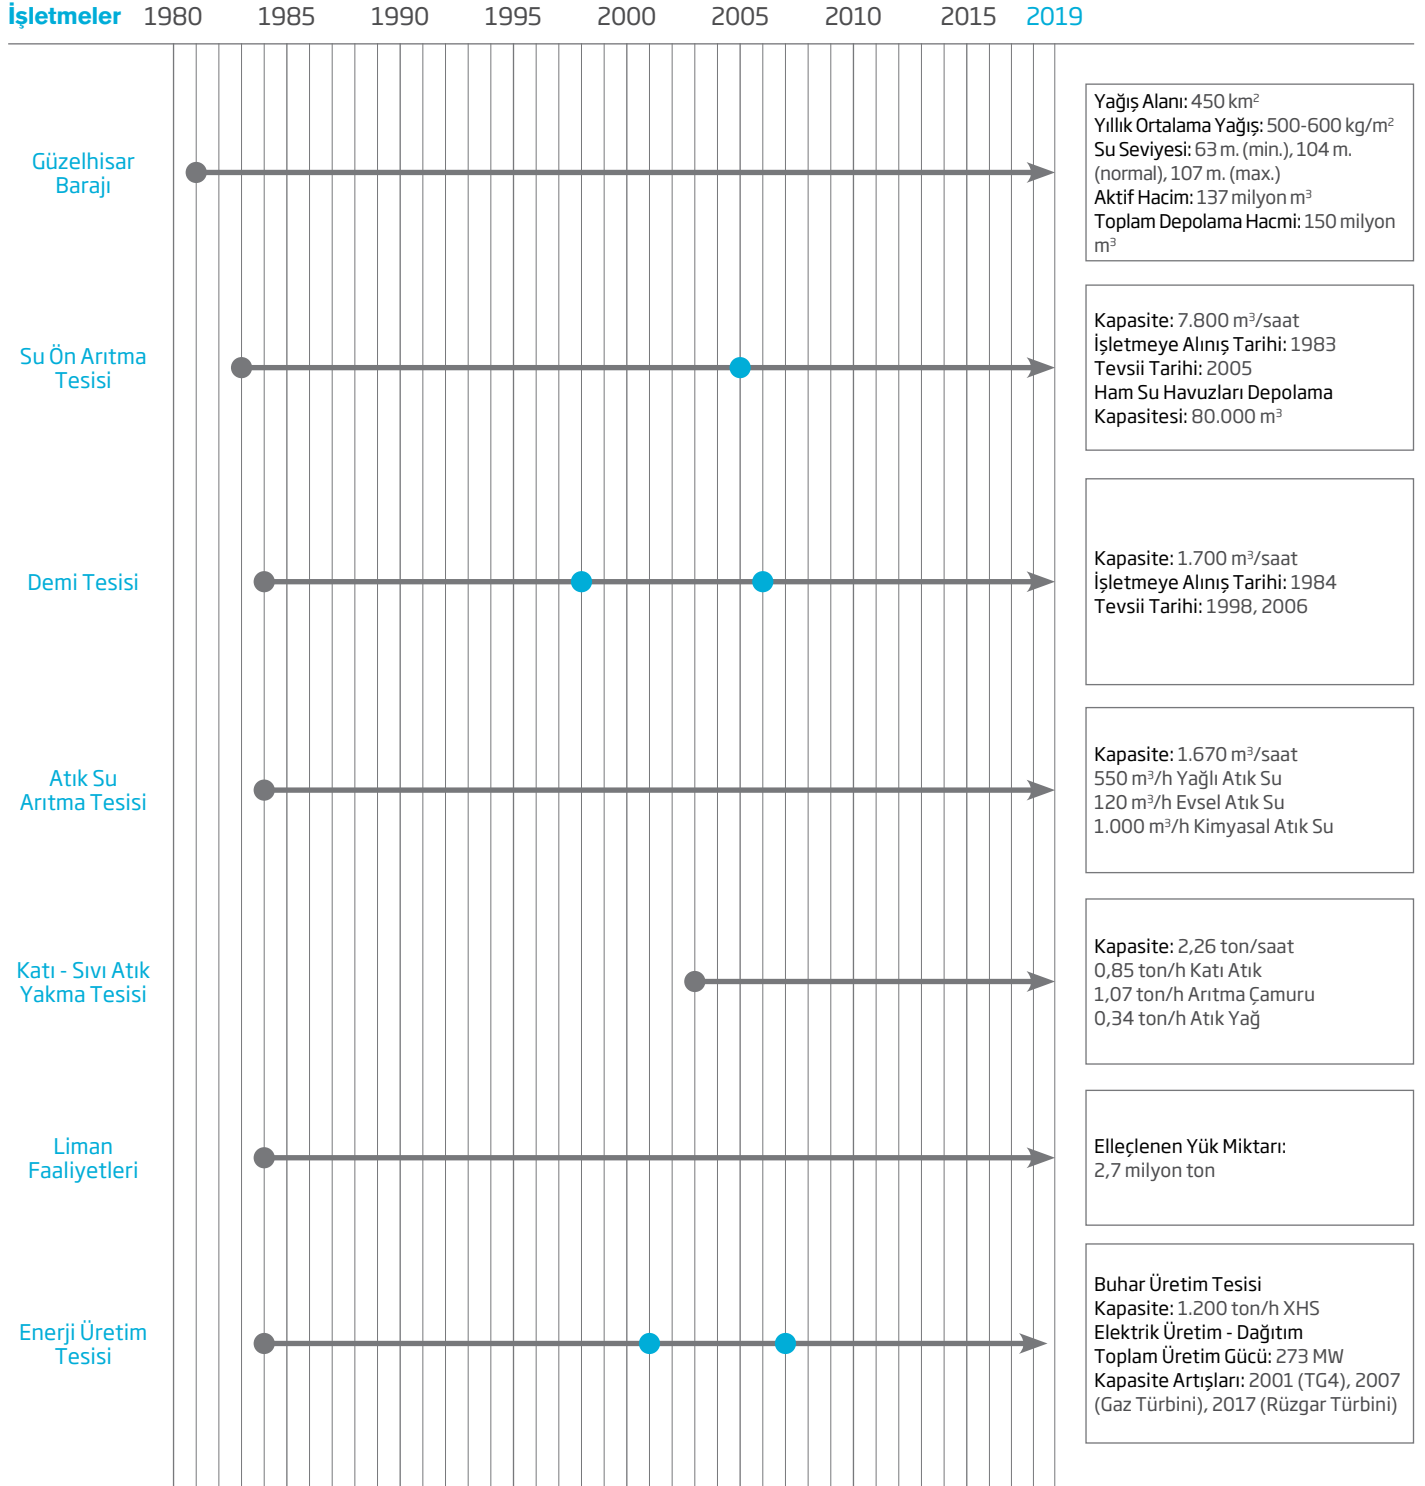 İşletmeler 1980 1985 1990 1995 2000 2005 2010 2015 2019
Güzelhisar
Barajı
Yağış Alanı: 450 km²
Yıllık Ortalama Yağış: 500-600 kg/m²
Su Seviyesi: 63 m. (min.), 104 m.
(normal), 107 m. (max.)
Aktif Hacim: 137 milyon m³
Toplam Depolama Hacmi: 150 milyon
m³
Su Ön Arıtma
Tesisi
Kapasite: 7.800 m³/saat
İşletmeye Alınış Tarihi: 1983
Tevsii Tarihi: 2005
Ham Su Havuzları Depolama
Kapasitesi: 80.000 m³
Demi Tesisi
Kapasite: 1.700 m³/saat
İşletmeye Alınış Tarihi: 1984
Tevsii Tarihi: 1998, 2006
Atık Su
Arıtma Tesisi
Kapasite: 1.670 m³/saat
550 m³/h Yağlı Atık Su
120 m³/h Evsel Atık Su
1.000 m³/h Kimyasal Atık Su
Katı - Sıvı Atık
Yakma Tesisi
Kapasite: 2,26 ton/saat
0,85 ton/h Katı Atık
1,07 ton/h Arıtma Çamuru
0,34 ton/h Atık Yağ
Liman
Faaliyetleri
Elleçlenen Yük Miktarı:
2,7 milyon ton
Enerji Üretim
Tesisi
Buhar Üretim Tesisi
Kapasite: 1.200 ton/h XHS
Elektrik Üretim - Dağıtım
Toplam Üretim Gücü: 273 MW
Kapasite Artışları: 2001 (TG4), 2007
(Gaz Türbini), 2017 (Rüzgar Türbini)